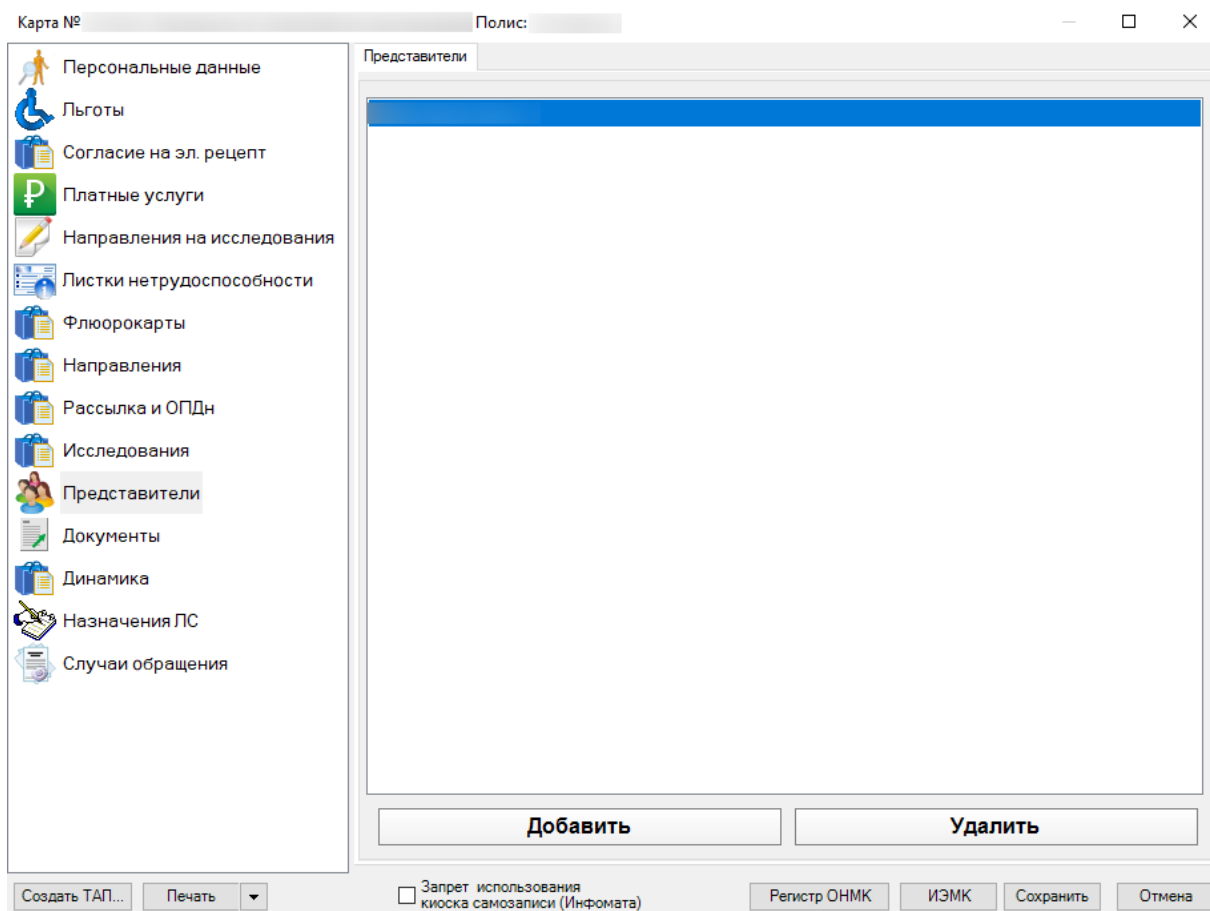 Карта № Полис:
Персональные данные
Льготы
Согласие на эл. рецепт
Платные услуги
Направления на исследования
Листки нетрудоспособности
Флюорокарты
Направления
Рассылка и ОПДн
Исследования
Представители
Документы
Динамика
Назначения ЛС
Случаи обращения
Представители
Добавить Удалить
Создать ТАП... Печать
Запрет использования
киоска самозаписи (Инфомата)
Регистр ОНМК ИЭМК Сохранить Отмена